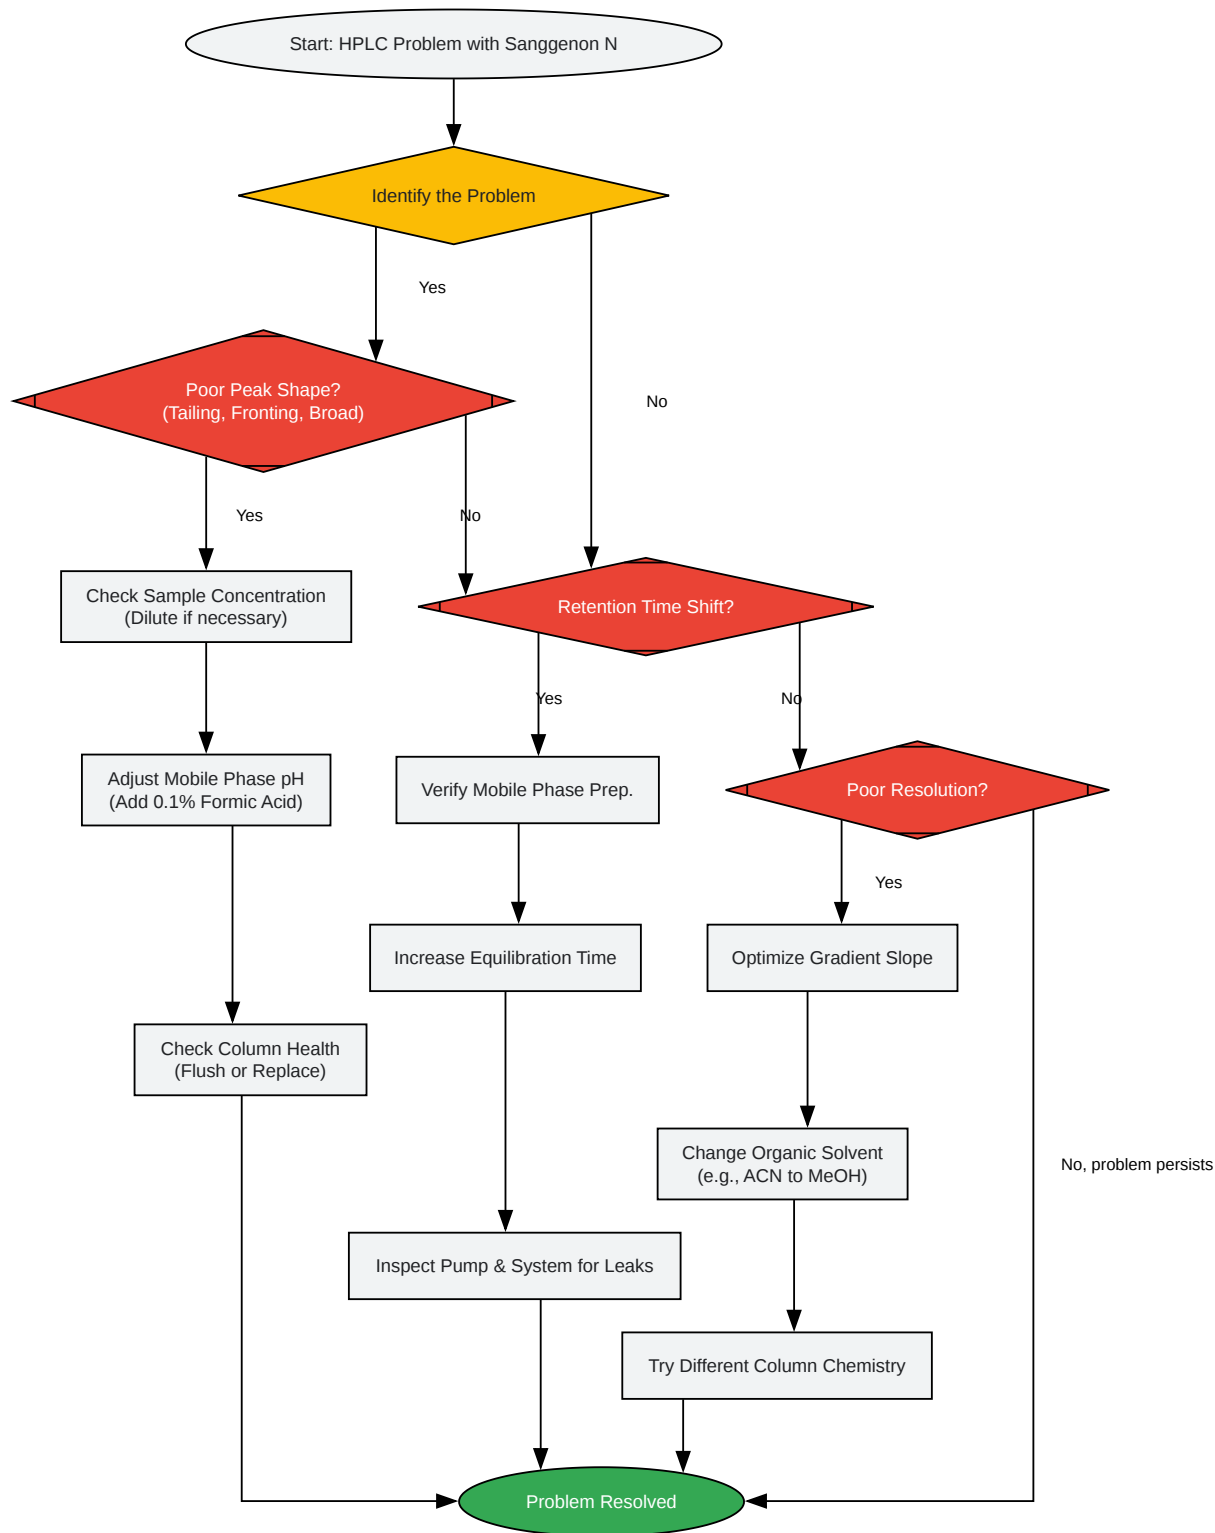 Start: HPLC Problem with Sanggenon N
Identify the Problem
Yes
No
Poor Peak Shape?
(Tailing, Fronting, Broad)
Yes
No
Check Sample Concentration
(Dilute if necessary)
Retention Time Shift?
Yes
No
Adjust Mobile Phase pH
(Add 0.1% Formic Acid)
Verify Mobile Phase Prep.
Poor Resolution?
Yes
Increase Equilibration Time
Optimize Gradient Slope
Check Column Health
(Flush or Replace)
Change Organic Solvent
(e.g., ACN to MeOH)
No, problem persists
Inspect Pump & System for Leaks
Try Different Column Chemistry
Problem Resolved